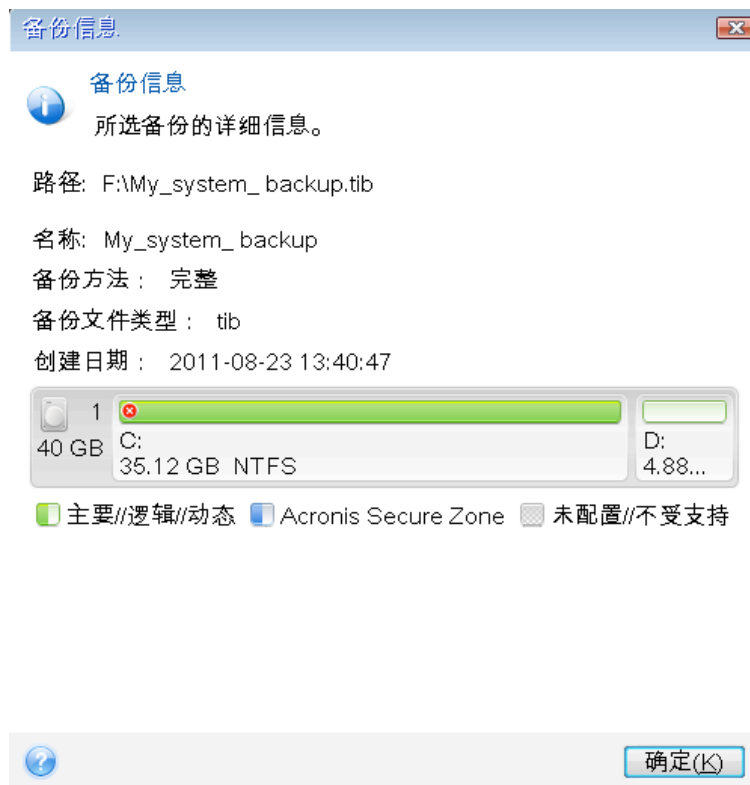 备份信息
备份信息
所选备份的详细信息。
路径: F:\My_system_ backup.tib
名称: My_system_ backup
备份方法： 完整
备份文件类型： tib
创建日期： 2011-08-23 13:40:47
1
40 GB
C:
35.12 GB NTFS
D:
4.88...
主要//逻辑//动态 Acronis Secure Zone 未配置//不受支持
确定(K)